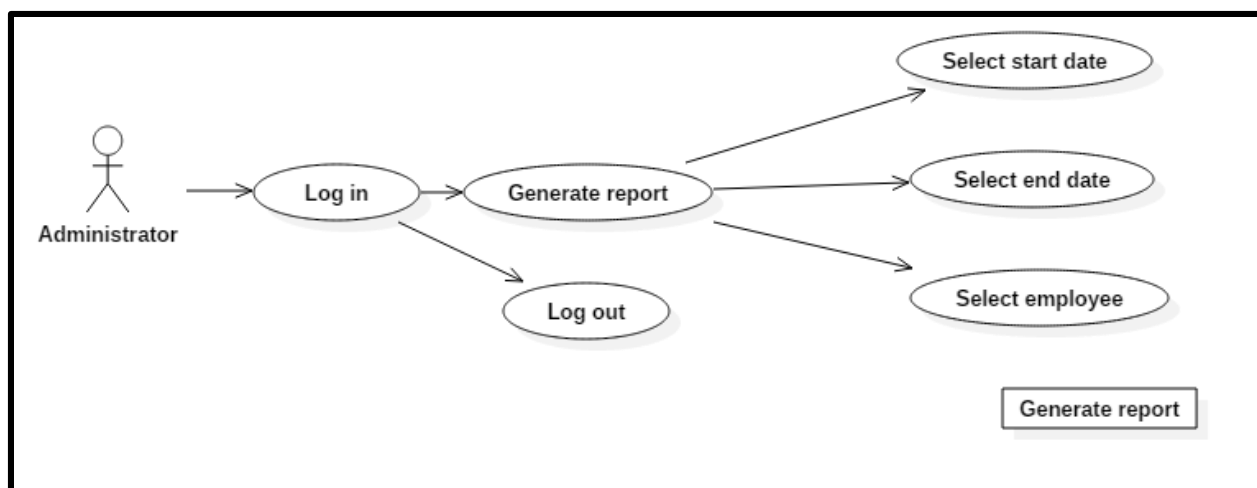 Select start date
Administrator
Log in
Generate report
Select end date
Log out
Select employee
Generate report